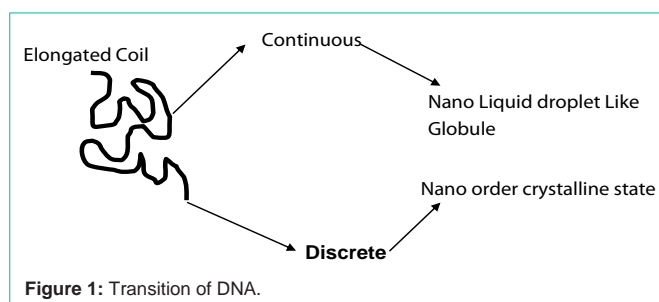 Continuous
Elongated Coil
Nano Liquid droplet Like
Globule
Nano order crystalline state
Discrete
Figure 1: Transition of DNA.